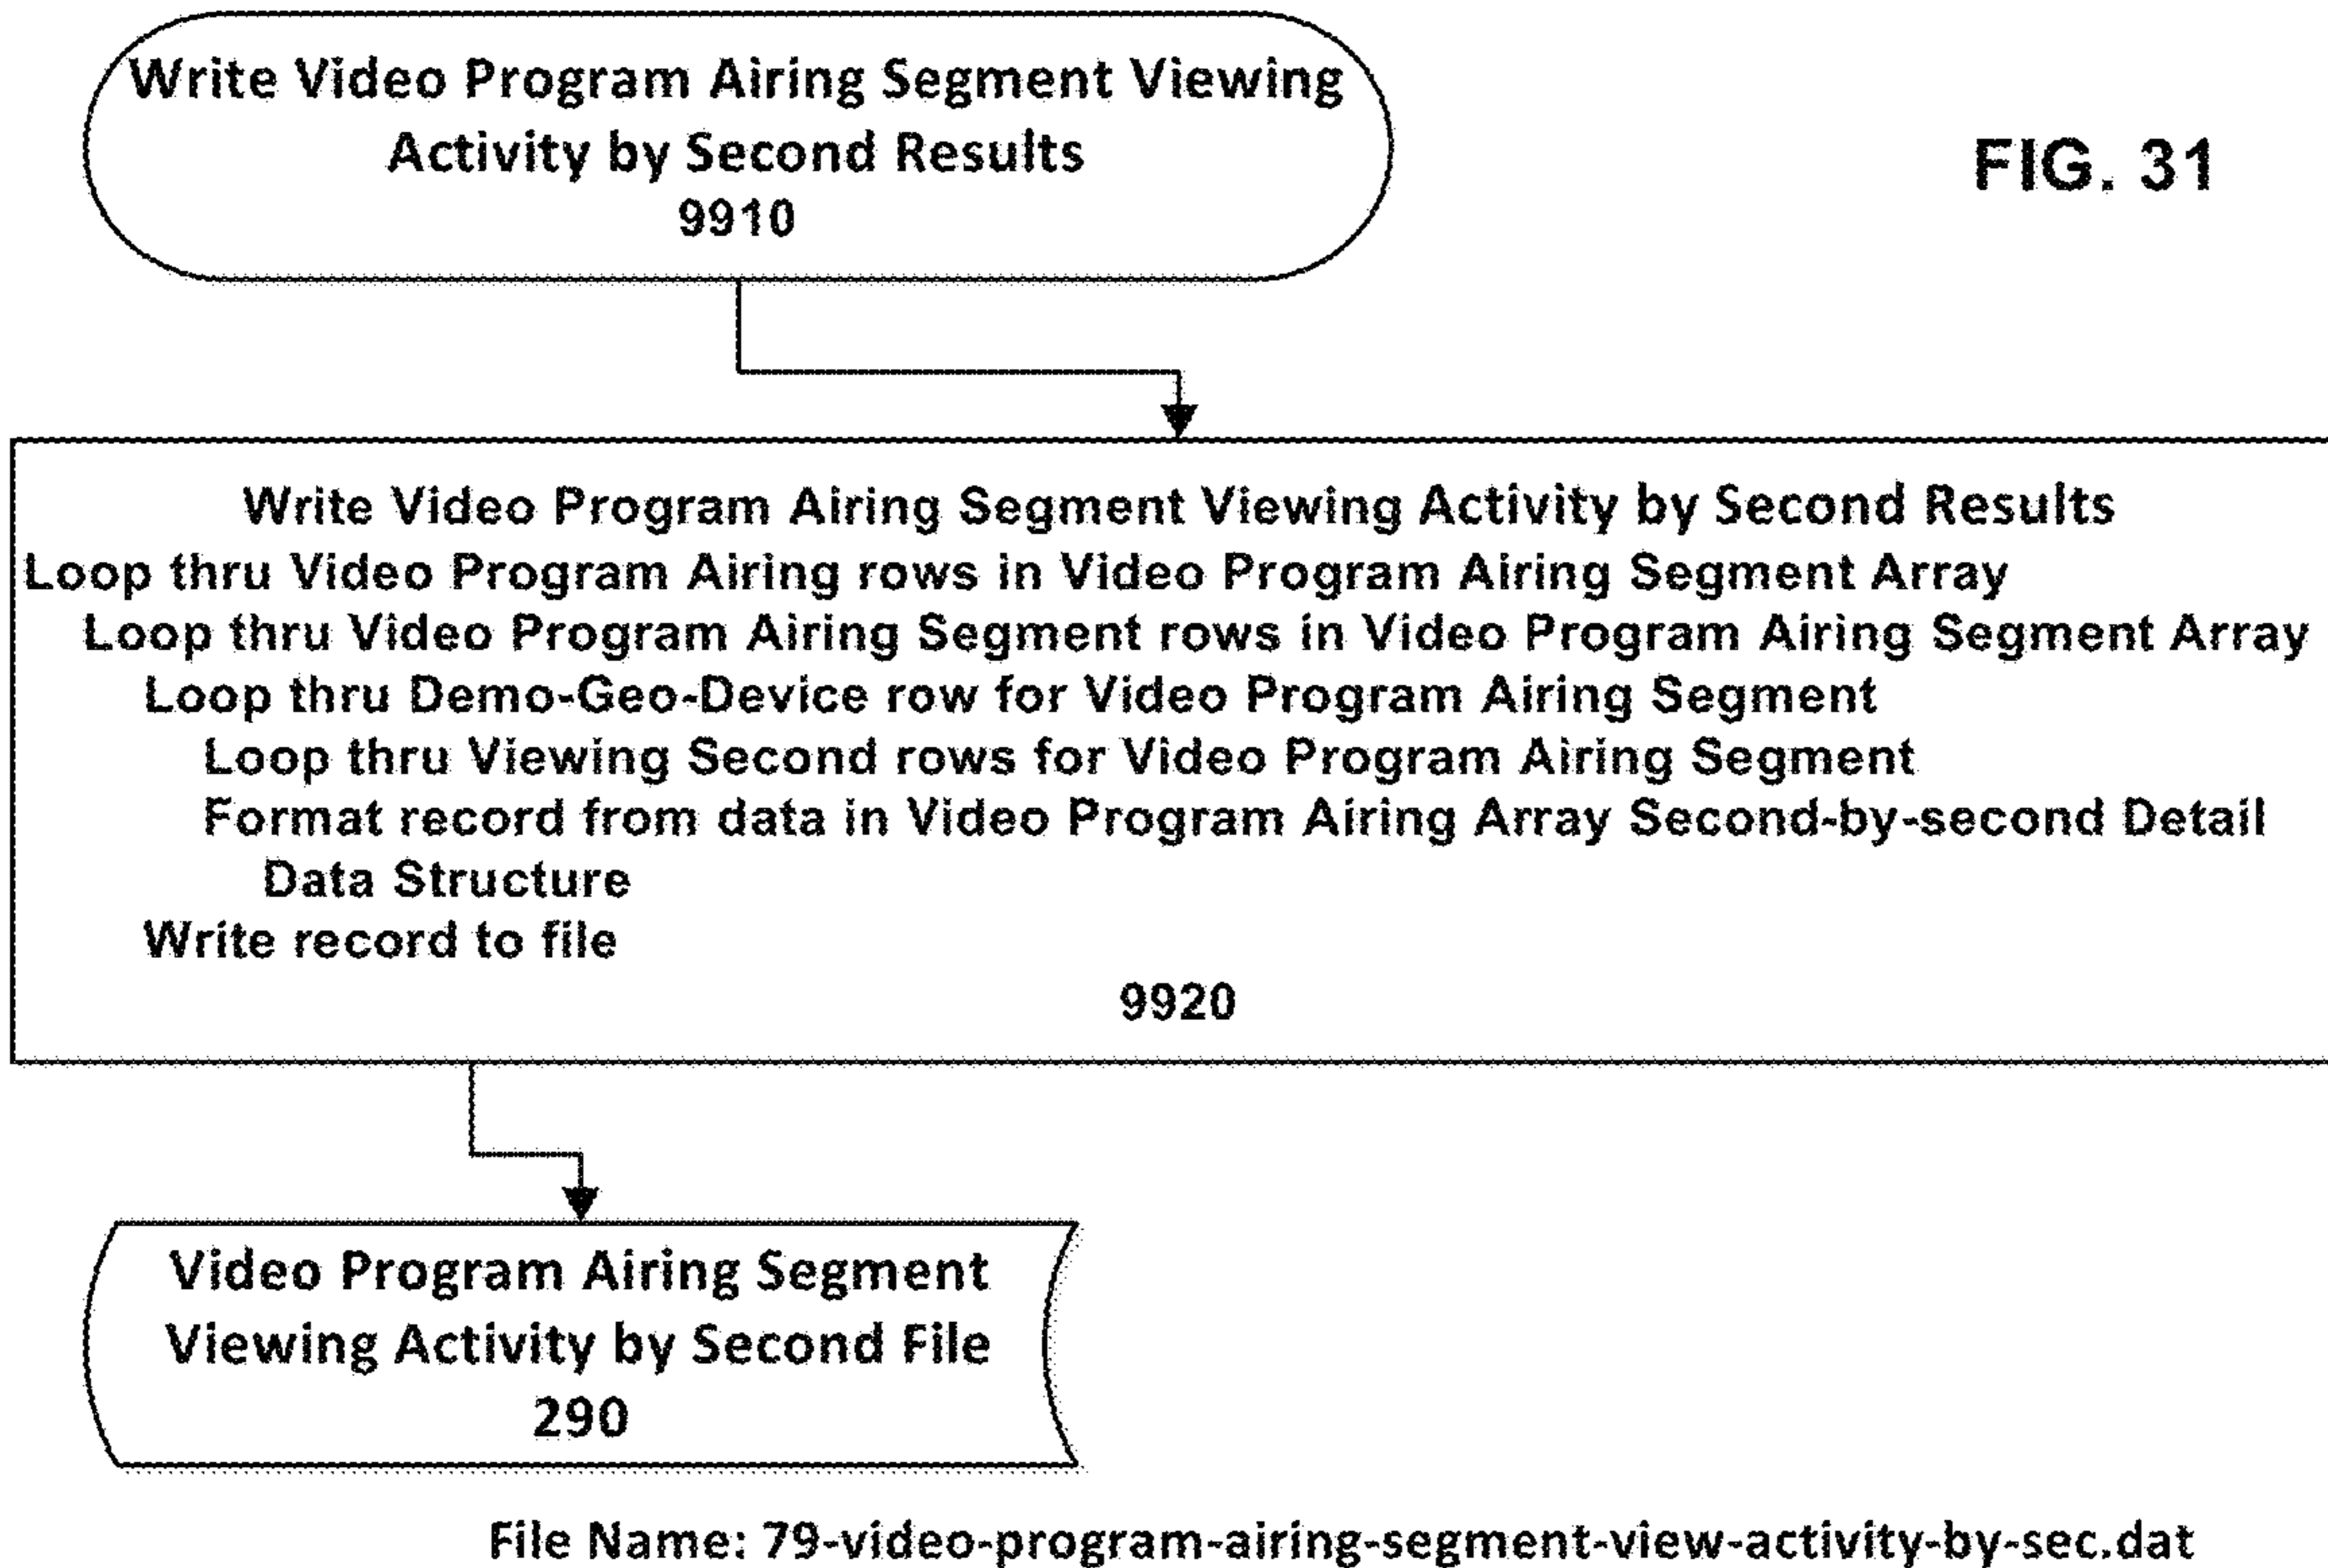 Write Video Program Airing Segment Viewing
Activity by Second Results
9910
FIG. 31
Write Video Program Airing Segment Viewing Activity by Second Results
Loop thru Video Program Airing rows in Video Program Airing Segment Array
Loop thru Video Program Airing Segment rows in Video Program Airing Segment Array
Loop thru Demo-Geo-Device row for Video Program Airing Segment
Loop thru Viewing Second rows for Video Program Airing Segment
Format record from data in Video Program Airing Array Second-by-second Detail
Data Structure
Write record to file
9920
Video Program Airing Segment
Viewing Activity by Second File
290
File Name: 79-video-program-airing-segment-view-activity-by-sec.dat